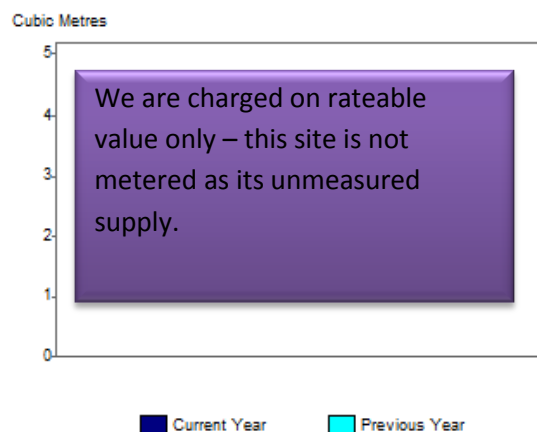 Cubic Metres
5
4
3
2
1
0
We are charged on rateable
value only – this site is not
metered as its unmeasured
supply.
Current Year
Previous Year